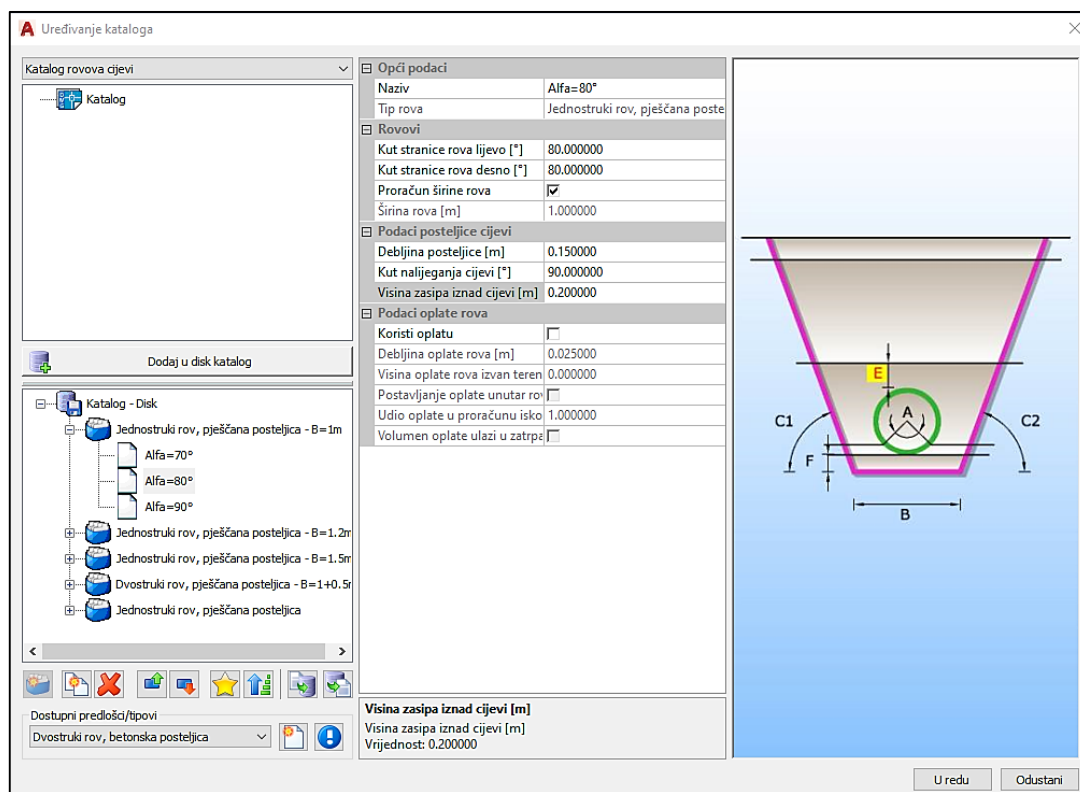 Uređivanje kataloga
Katalog rovova cijevi
Katalog
Dodaj u disk katalog
Katalog - Disk
Jednostruki rov, pješčana posteljica - B=1m
Alfa=70°
Alfa=80°
Alfa=90°
Jednostruki rov, pješčana posteljica - B=1.2m
Jednostruki rov, pješčana posteljica - B=1.5m
Dvostruki rov, pješčana posteljica - B=1+0.5m
Jednostruki rov, pješčana posteljica
Dostupni predlošci/tipovi
Dvostruki rov, betonska posteljica
Opći podaci
Naziv Alfa=80°
Tip rova Jednostruki rov, pješčana poste
Rovovi
Kut stranice rova lijevo [°] 80.000000
Kut stranice rova desno [°] 80.000000
Proračun širine rova
Širina rova [m] 1.000000
Podaci posteljice cijevi
Debljina posteljice [m] 0.150000
Kut nalijeganja cijevi [°] 90.000000
Visina zasipa iznad cijevi [m] 0.200000
Podaci oplate rova
Koristi oplatu
Debljina oplate rova [m] 0.025000
Visina oplate rova izvan teren 0.000000
Postavljanje oplate unutar rov
Udio oplate u proračunu isko 1.000000
Volumen oplate ulazi u zatrpa
Visina zasipa iznad cijevi [m]
Visina zasipa iznad cijevi [m]
Vrijednost: 0.200000
E
A
C1
C2
F
B
U redu
Odustani